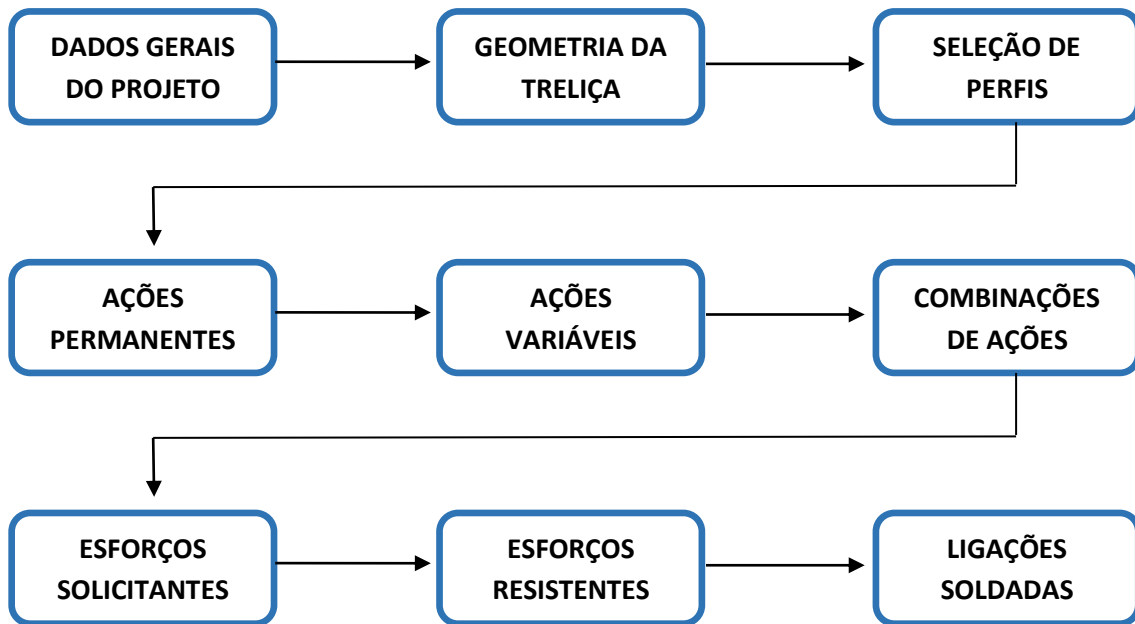 DADOS GERAIS
DO PROJETO
GEOMETRIA DA
TRELIÇA
SELEÇÃO DE
PERFIS
AÇÕES
PERMANENTES
AÇÕES
VARIÁVEIS
COMBINAÇÕES
DE AÇÕES
ESFORÇOS
SOLICITANTES
ESFORÇOS
RESISTENTES
LIGAÇÕES
SOLDADAS